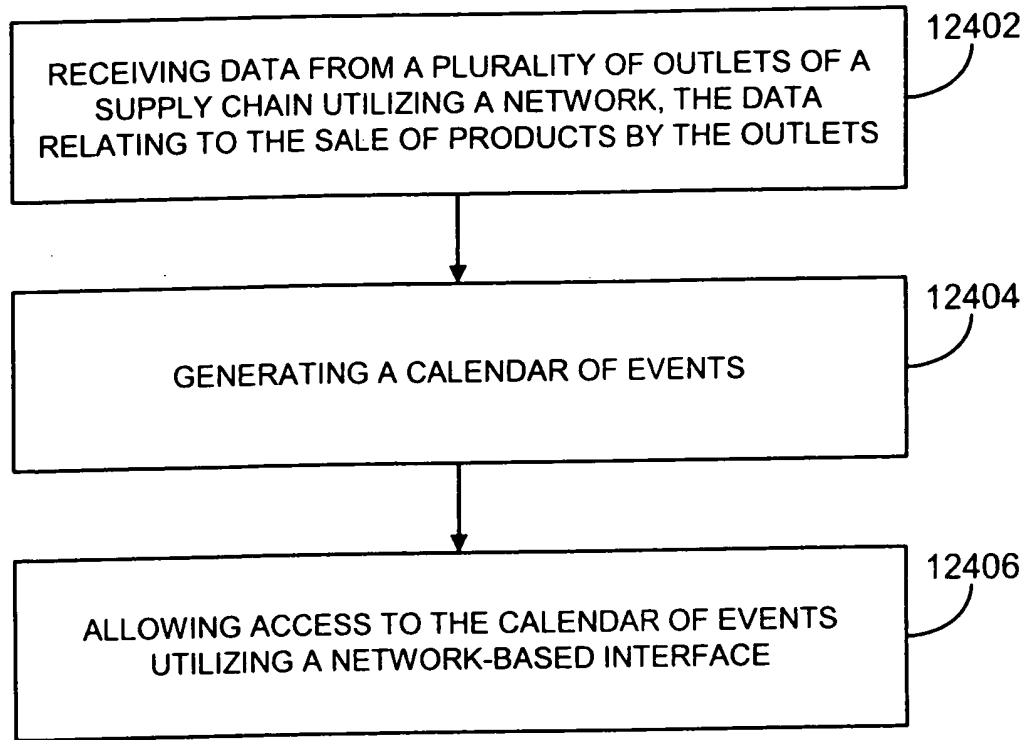 12402
RECEIVING DATA FROM A PLURALITY OF OUTLETS OF A
SUPPLY CHAIN UTILIZING A NETWORK, THE DATA
RELATING TO THE SALE OF PRODUCTS BY THE OUTLETS
12404
GENERATING A CALENDAR OF EVENTS
12406
ALLOWING ACCESS TO THE CALENDAR OF EVENTS
UTILIZING A NETWORK-BASED INTERFACE